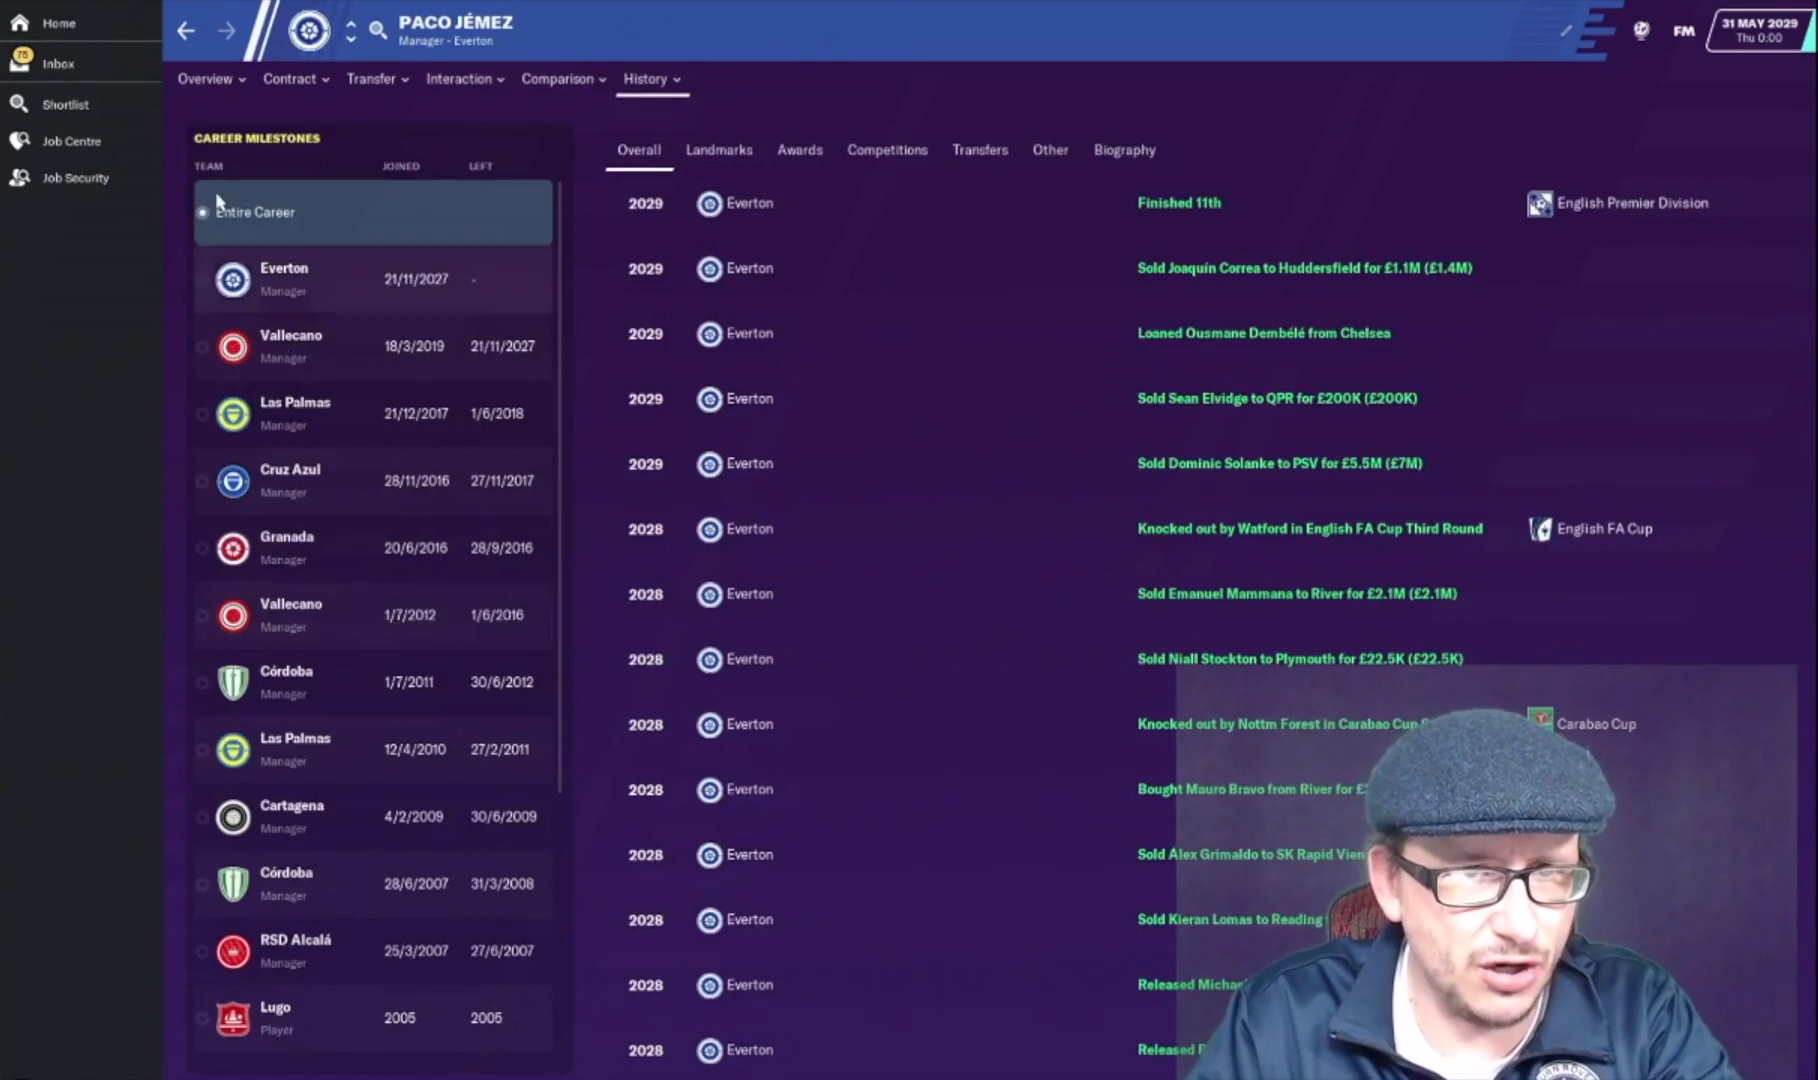 Home
75
Inbox
Shortlist
Job Centre
Job Security
PACO JÉMEZ
Manager - Everton
FM
31 MAY 2029
Thu 0:00
Overview
Contract
Transfer
Interaction
Comparison
History
CAREER MILESTONES
TEAM JOINED LEFT
Entire Career
Everton
Manager
21/11/2027 -
Vallecano
Manager
18/3/2019 21/11/2027
Las Palmas
Manager
21/12/2017 1/6/2018
Cruz Azul
Manager
28/11/2016 27/11/2017
Granada
Manager
20/6/2016 28/9/2016
Vallecano
Manager
1/7/2012 1/6/2016
Córdoba
Manager
1/7/2011 30/6/2012
Las Palmas
Manager
12/4/2010 27/2/2011
Cartagena
Manager
4/2/2009 30/6/2009
Córdoba
Manager
28/6/2007 31/3/2008
RSD Alcalá
Manager
25/3/2007 27/6/2007
Lugo
Player
2005 2005
Overall Landmarks Awards Competitions Transfers Other Biography
2029 Everton Finished 11th English Premier Division
2029 Everton Sold Joaquín Correa to Huddersfield for £1.1M (£1.4M)
2029 Everton Loaned Ousmane Dembélé from Chelsea
2029 Everton Sold Sean Elvidge to QPR for £200K (£200K)
2029 Everton Sold Dominic Solanke to PSV for £5.5M (£7M)
2028 Everton Knocked out by Watford in English FA Cup Third Round English FA Cup
2028 Everton Sold Emanuel Mammana to River for £2.1M (£2.1M)
2028 Everton Sold Niall Stockton to Plymouth for £22.5K (£22.5K)
2028 Everton Knocked out by Nottm Forest in Carabao Cup Carabao Cup
2028 Everton Bought Mauro Bravo from River for
2028 Everton Sold Alex Grimaldo to SK Rapid
2028 Everton Sold Kieran Lomas to Reading
2028 Everton Released
2028 Everton Released